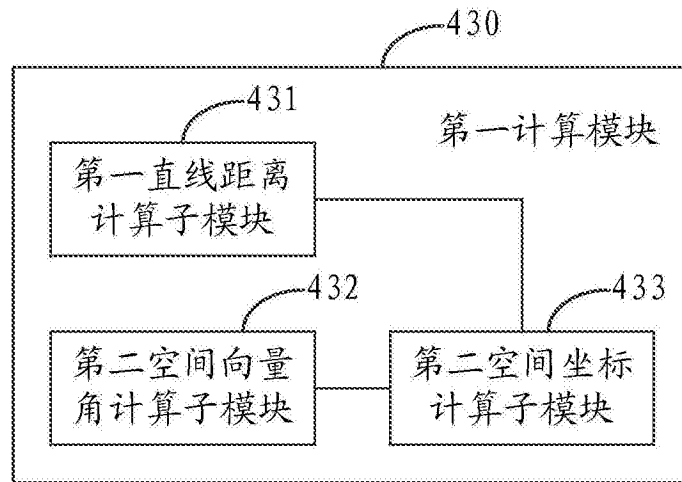 430
431
第一计算模块
第一直线距离
计算子模块
432
433
第二空间向量
角计算子模块
第二空间坐标
计算子模块